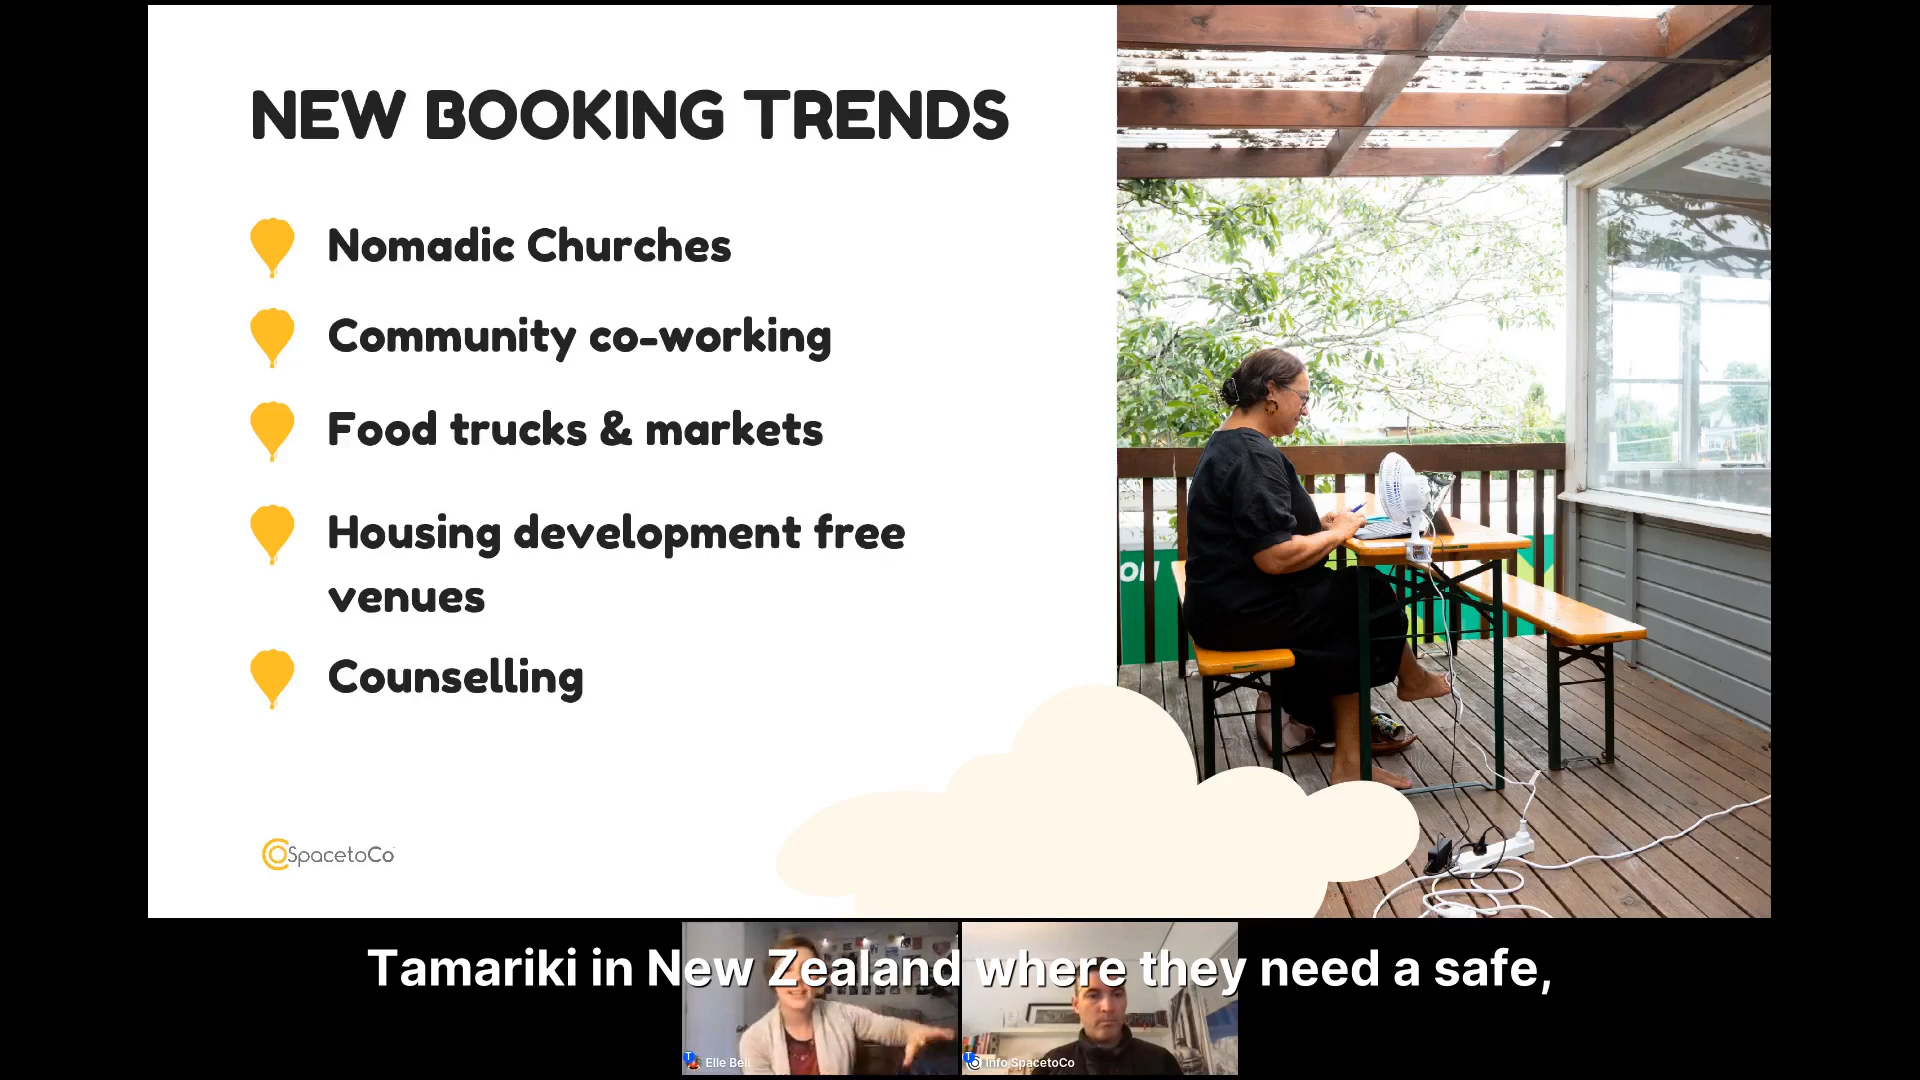 NEW BOOKING TRENDS
Nomadic Churches
Community co-working
Food trucks & markets
Housing development free
venues
Counselling
ON
SpacetoCo
Tamariki in New Zealand where they need a safe,
Elle Bell
info SpacetoCo